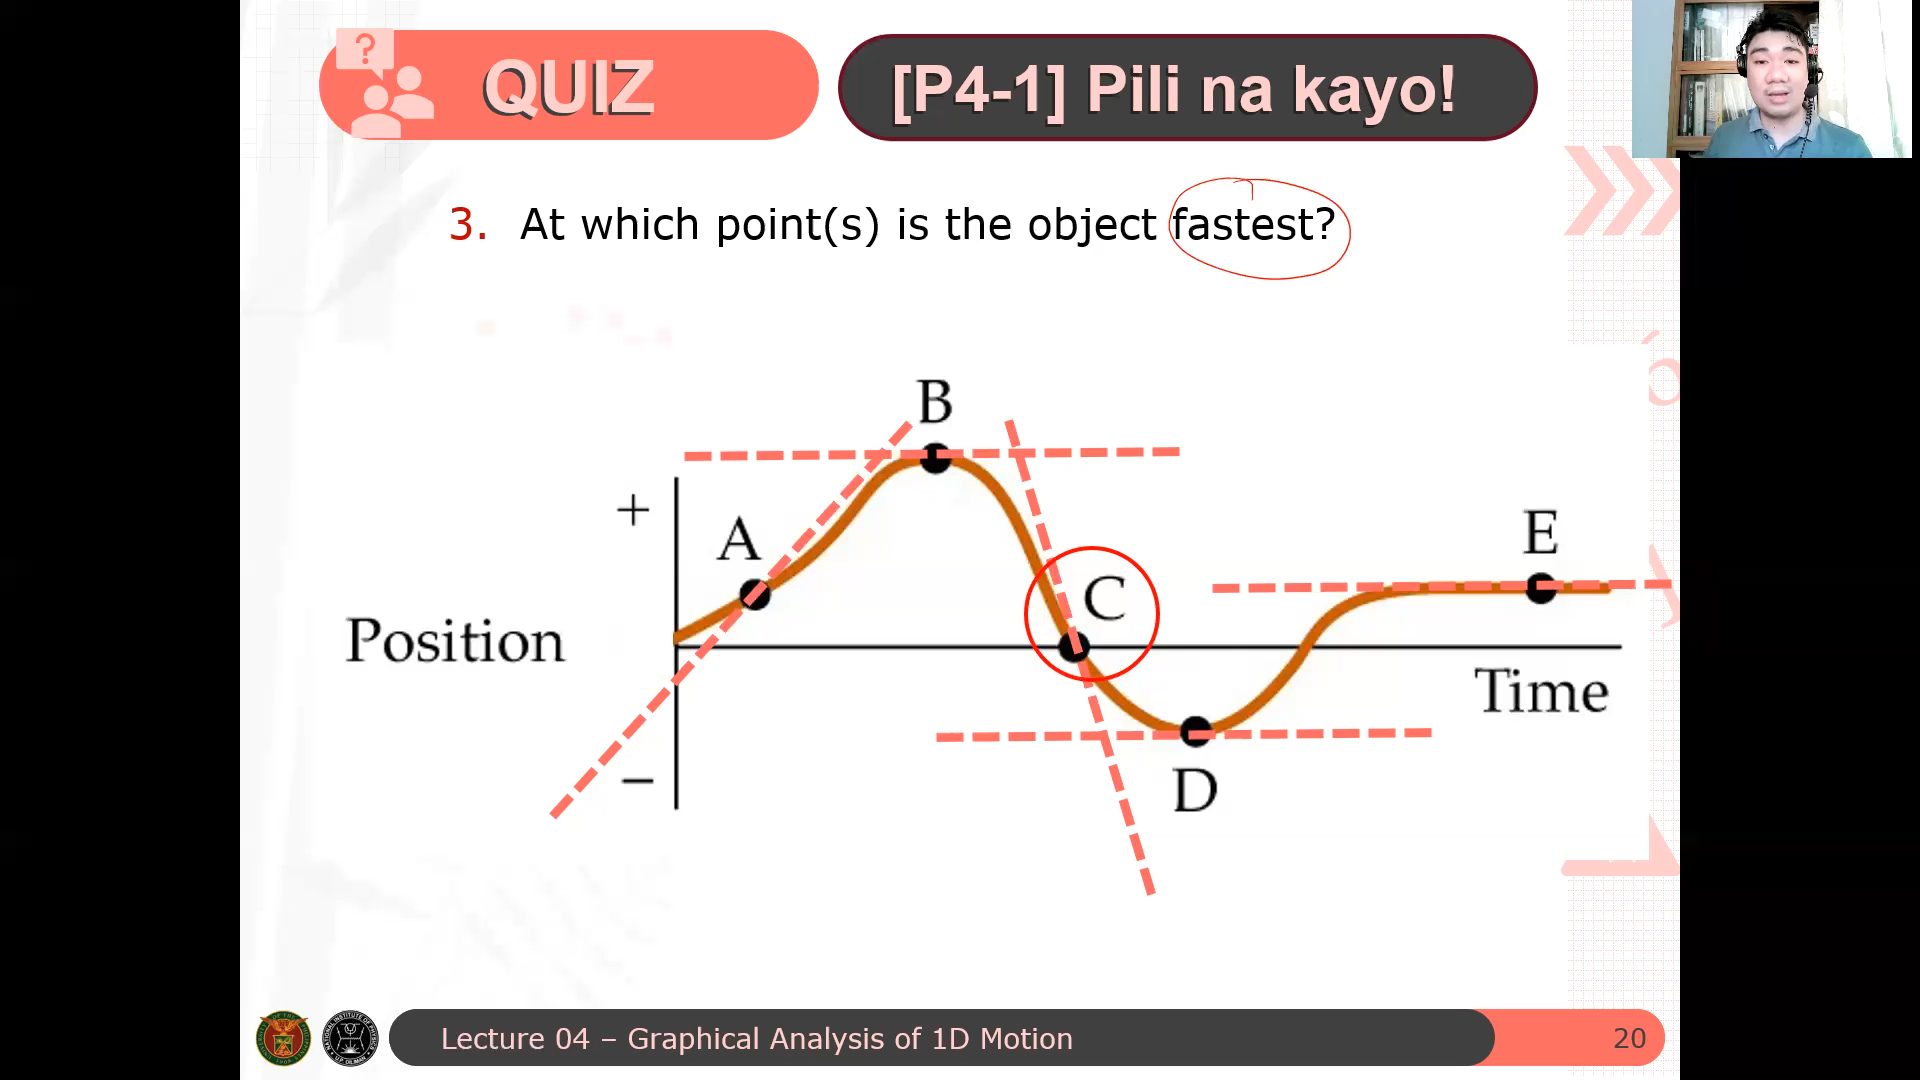 ?
QUIZ
[P4-1] Pili na kayo!
3. At which point(s) is the object fastest?
B
+
A
E
C
Position
Time
−
D
Lecture 04 – Graphical Analysis of 1D Motion
20